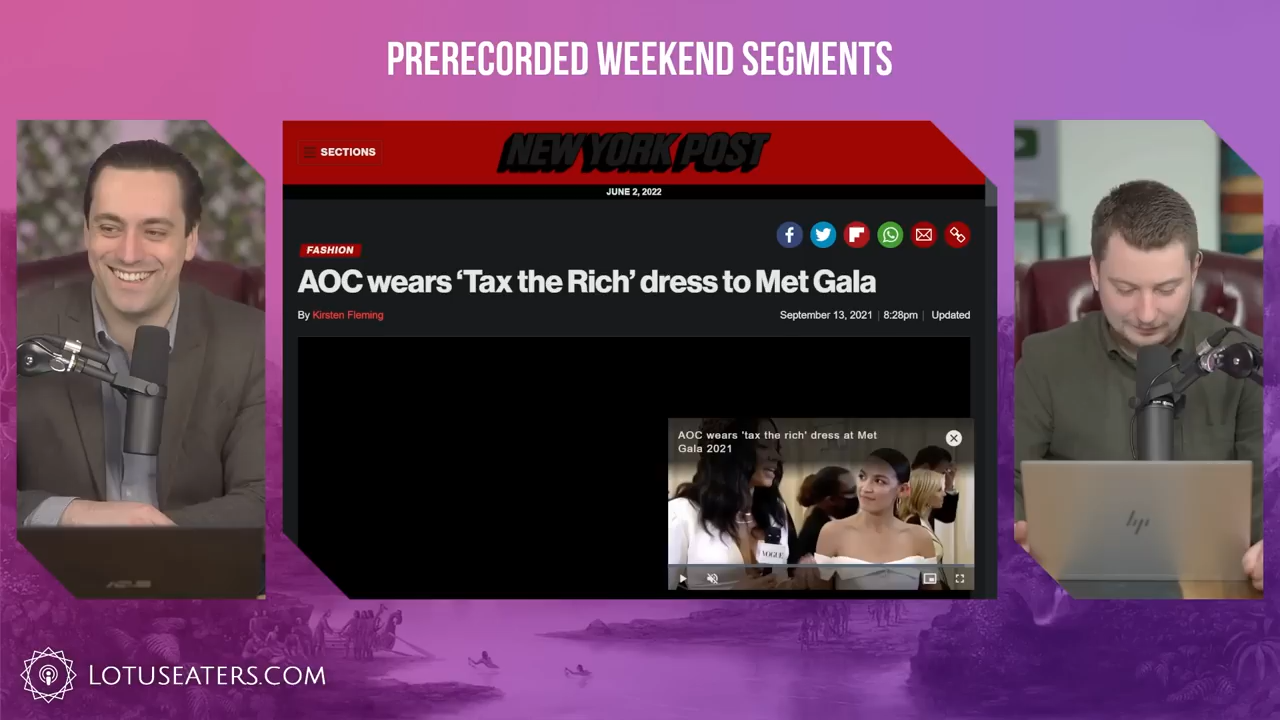 PRERECORDED WEEKEND SEGMENTS
SECTIONS
NEW YORK POST
JUNE 2, 2022
FASHION
AOC wears ‘Tax the Rich’ dress to Met Gala
By Kirsten Fleming
September 13, 2021 | 8:28pm | Updated
AOC wears 'tax the rich' dress at Met
Gala 2021
VOGUE
ASUS
hp
LOTUSEATERS.COM